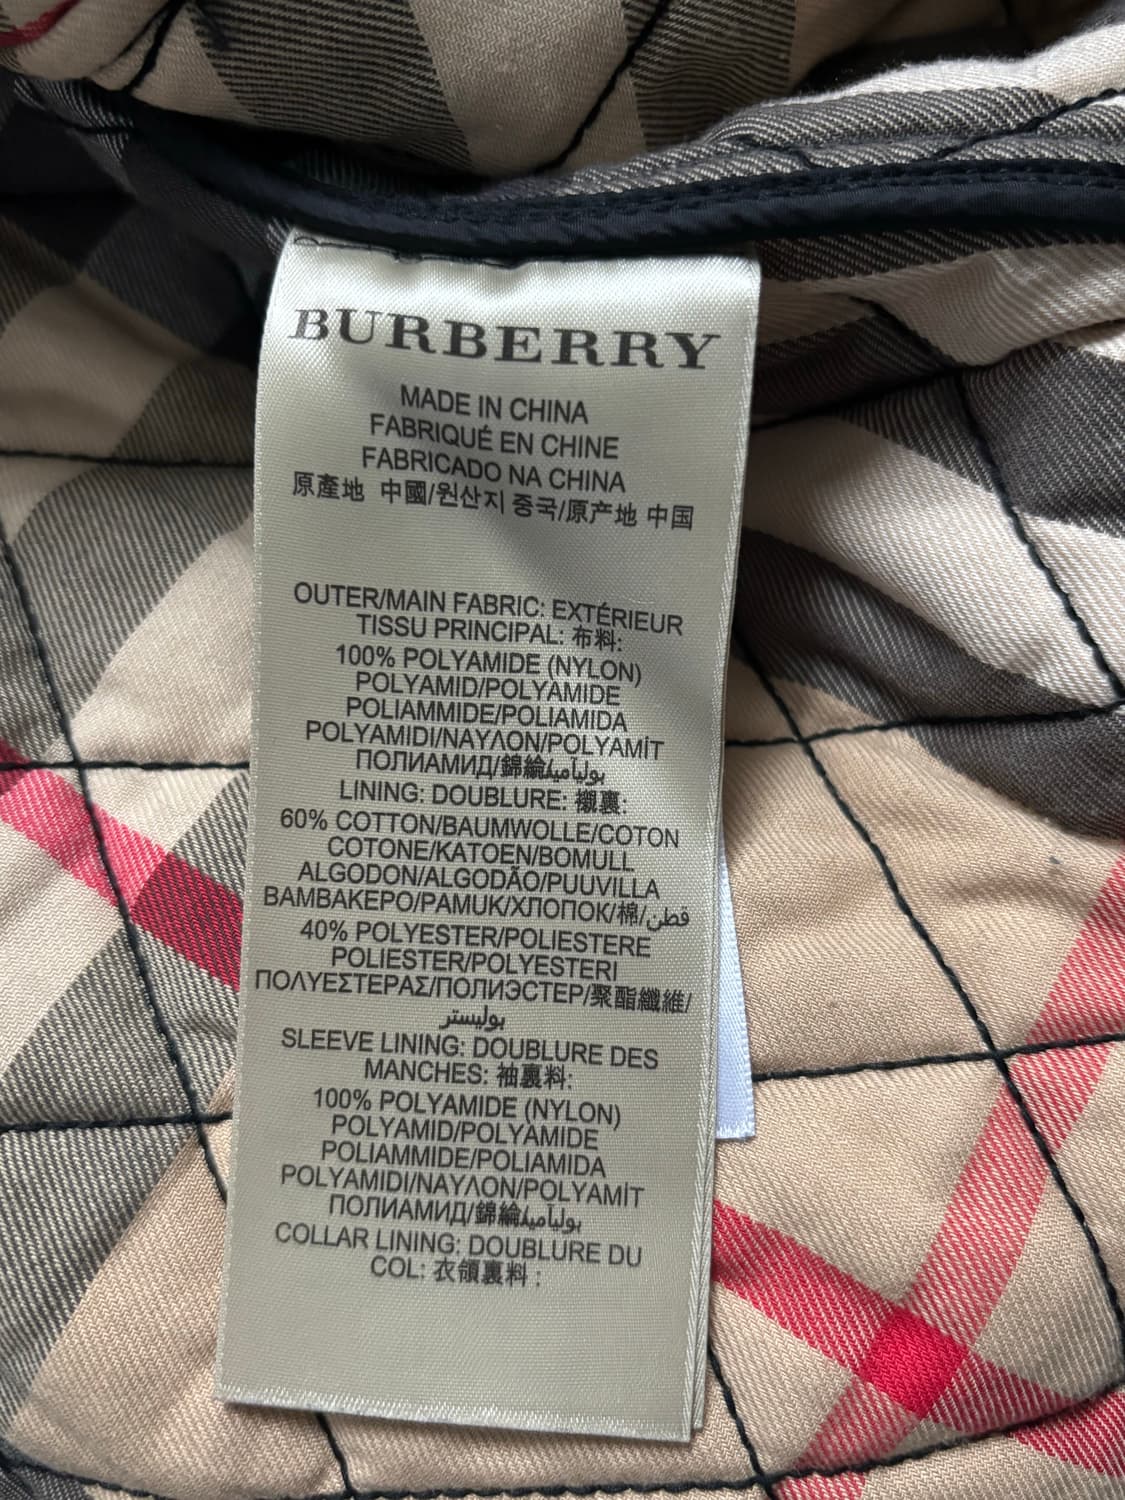 BURBERRY
MADE IN CHINA
FABRIQUÉ EN CHINE
FABRICADO NA CHINA
原產地 中國/원산지 중국/原产地 中国
OUTER/MAIN FABRIC: EXTÉRIEUR
TISSU PRINCIPAL: 布料:
100% POLYAMIDE (NYLON)
POLYAMID/POLYAMIDE
POLIAMMIDE/POLIAMIDA
POLYAMIDI/ΝΑΥΛΟΝ/POLYAMİT
ПОЛИАМИД/錦綸/بولياميد
LINING: DOUBLURE: 襯裏:
60% COTTON/BAUMWOLLE/COTON
COTONE/KATOEN/BOMULL
ALGODON/ALGODÃO/PUUVILLA
ΒΑΜΒΑΚΕΡΟ/PAMUK/ХЛОПОК/棉/قطن
40% POLYESTER/POLIESTERE
POLIESTER/POLYESTERI
ΠΟΛΥΕΣΤΕΡΑΣ/ПОЛИЭСТЕР/聚酯纖維/
بوليستر
SLEEVE LINING: DOUBLURE DES
MANCHES: 袖裏料:
100% POLYAMIDE (NYLON)
POLYAMID/POLYAMIDE
POLIAMMIDE/POLIAMIDA
POLYAMIDI/ΝΑΥΛΟΝ/POLYAMİT
ПОЛИАМИД/錦綸/بولياميد
COLLAR LINING: DOUBLURE DU
COL: 衣領裏料 :